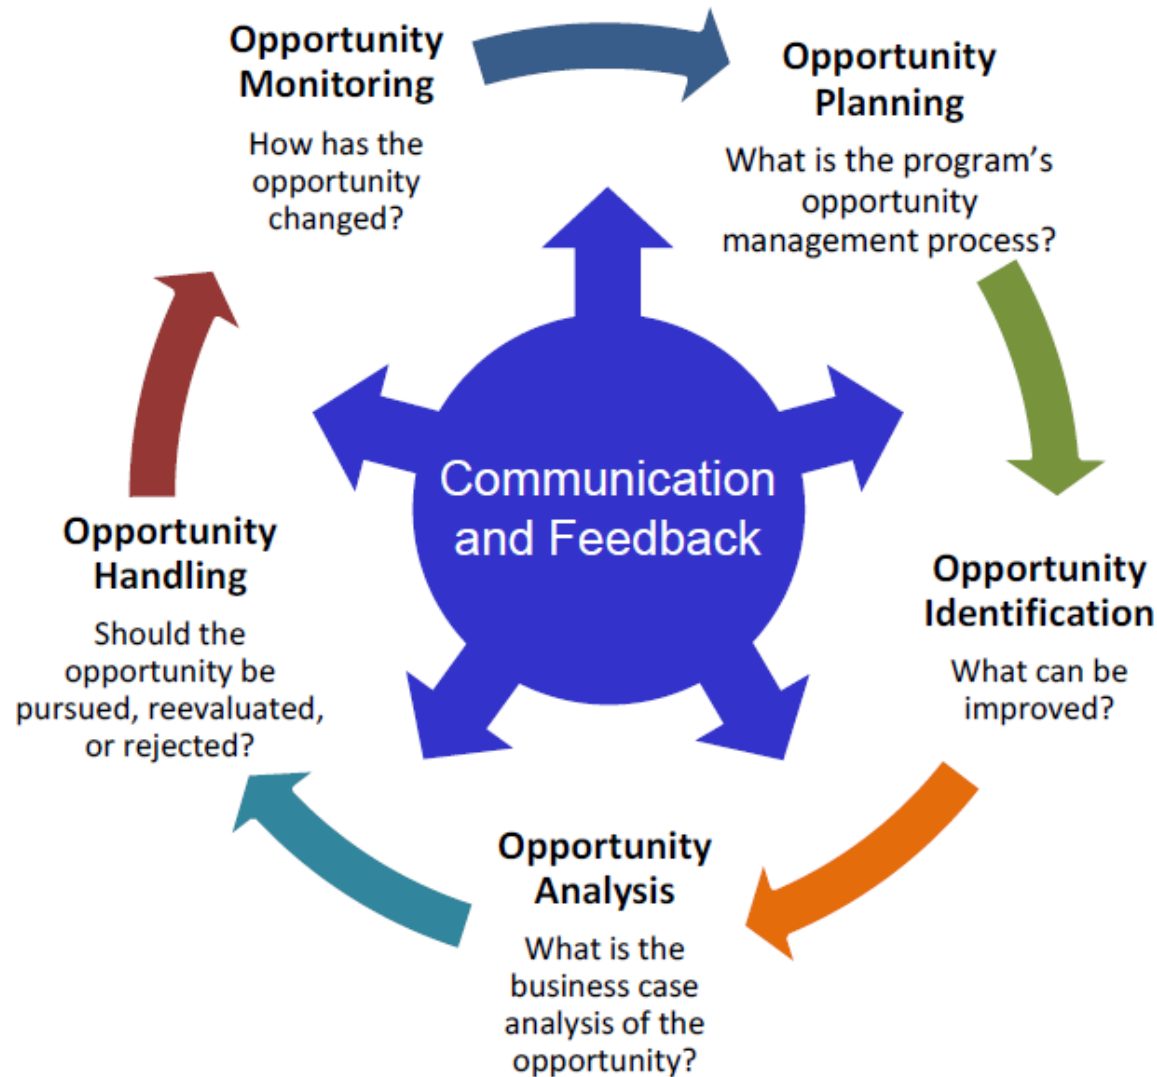 Opportunity
Monitoring
How has the
opportunity
changed?
Opportunity
Planning
What is the program’s
opportunity
management process?
Communication
and Feedback
Opportunity
Handling
Should the
opportunity be
pursued, reevaluated,
or rejected?
Opportunity
Identification
What can be
improved?
Opportunity
Analysis
What is the
business case
analysis of the
opportunity?